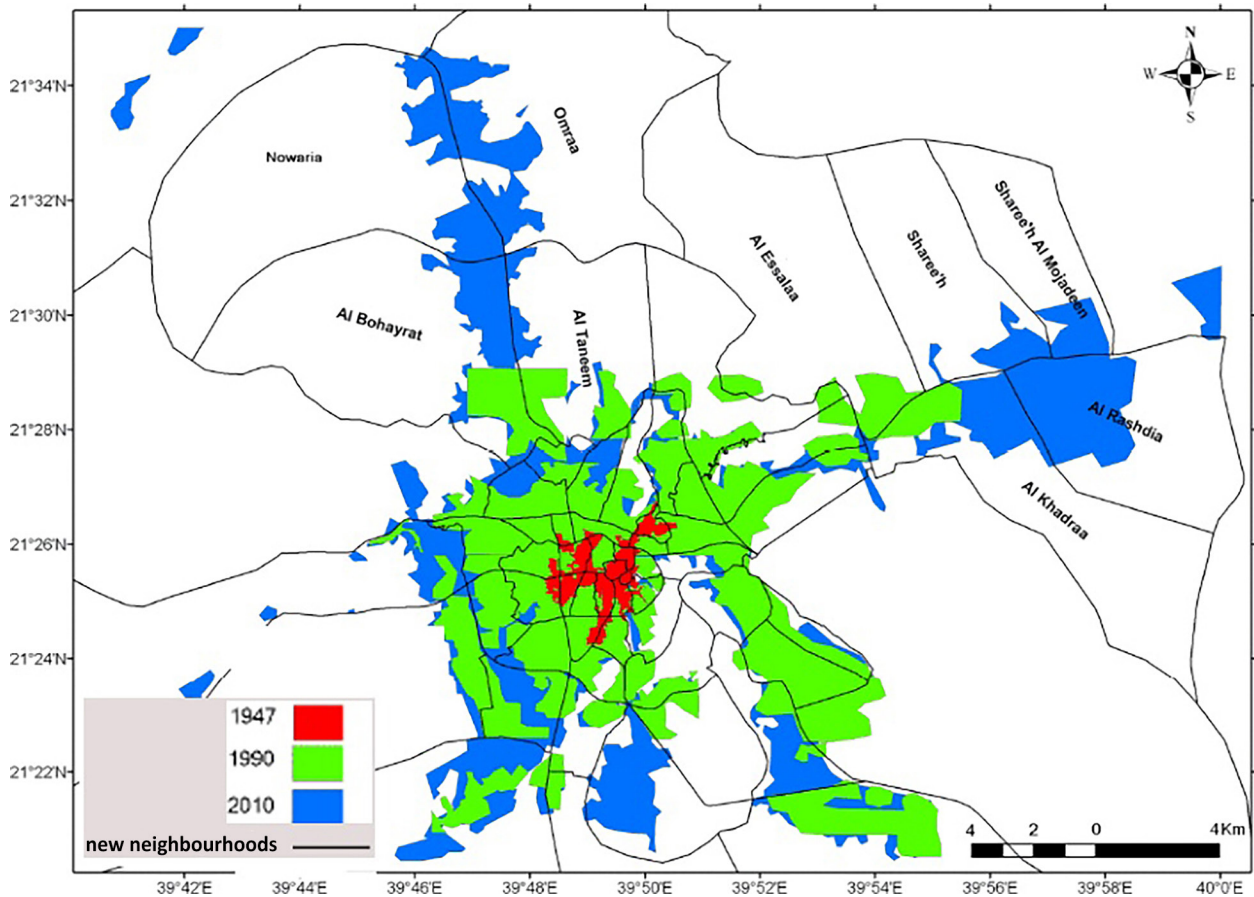 N
W E
S
21°34'N
21°32'N
21°30'N
21°28'N
21°26'N
21°24'N
21°22'N
Nowaria
Omraa
Al Essalaa
Sharee'h
Sharee'h Al Mojadeen
Al Bohayrat
Al Taneem
Al Rashdia
Al Khadraa
1947
1990
2010
new neighbourhoods
4 2 0 4Km
39°42'E 39°44'E 39°46'E 39°48'E 39°50'E 39°52'E 39°54'E 39°56'E 39°58'E 40°0'E